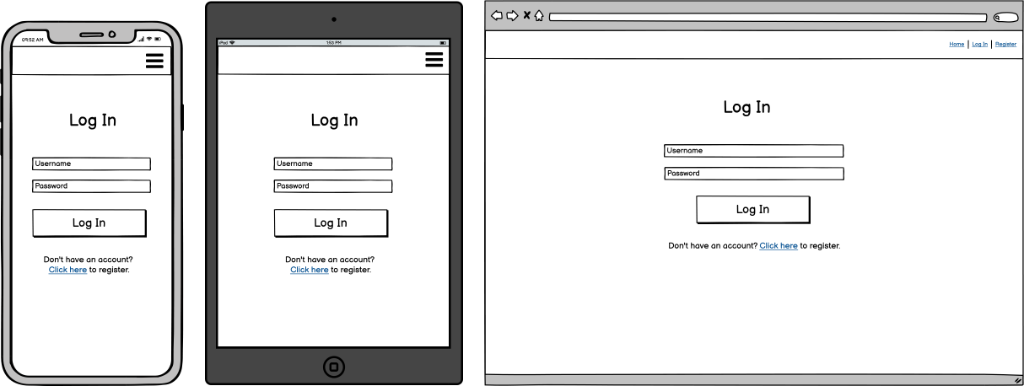 09:52 AM
Log In
Username
Password
Log In
Don't have an account?
Click here to register.
iPad
1:55 PM
Log In
Username
Password
Log In
Don't have an account?
Click here to register.
Home | Log In | Register
Log In
Username
Password
Log In
Don't have an account? Click here to register.